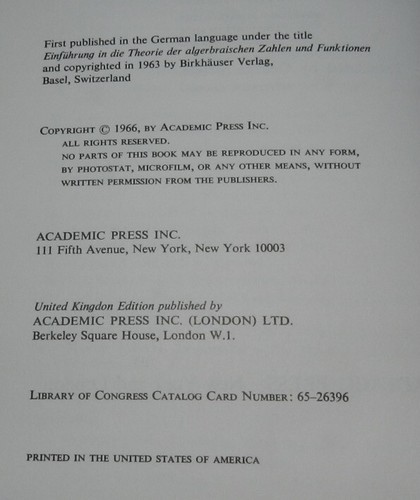 First published in the German language under the title
Einführung in die Theorie der algerbraischen Zahlen und Funktionen
and copyrighted in 1963 by Birkhäuser Verlag,
Basel, Switzerland
COPYRIGHT © 1966, BY ACADEMIC PRESS INC.
ALL RIGHTS RESERVED.
NO PARTS OF THIS BOOK MAY BE REPRODUCED IN ANY FORM,
BY PHOTOSTAT, MICROFILM, OR ANY OTHER MEANS, WITHOUT
WRITTEN PERMISSION FROM THE PUBLISHERS.
ACADEMIC PRESS INC.
111 Fifth Avenue, New York, New York 10003
United Kingdon Edition published by
ACADEMIC PRESS INC. (LONDON) LTD.
Berkeley Square House, London W.1.
LIBRARY OF CONGRESS CATALOG CARD NUMBER: 65-26396
PRINTED IN THE UNITED STATES OF AMERICA